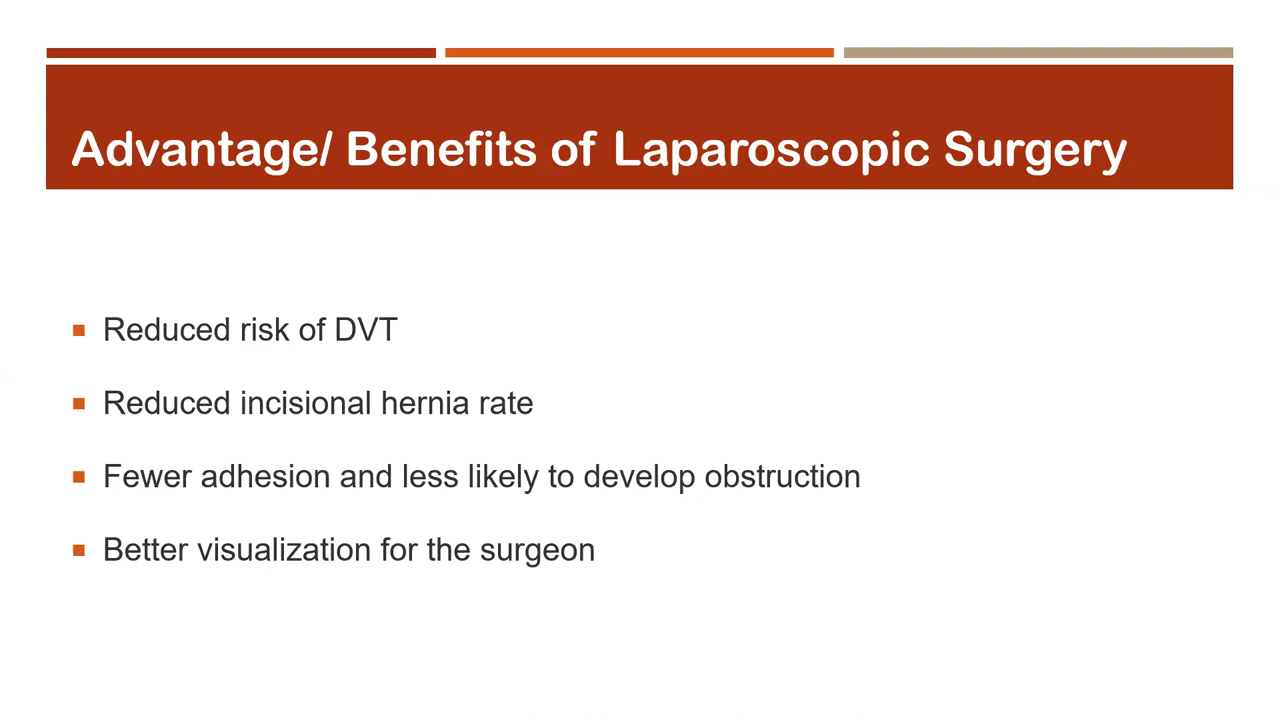 Advantage/ Benefits of Laparoscopic Surgery
Reduced risk of DVT
Reduced incisional hernia rate
Fewer adhesion and less likely to develop obstruction
Better visualization for the surgeon